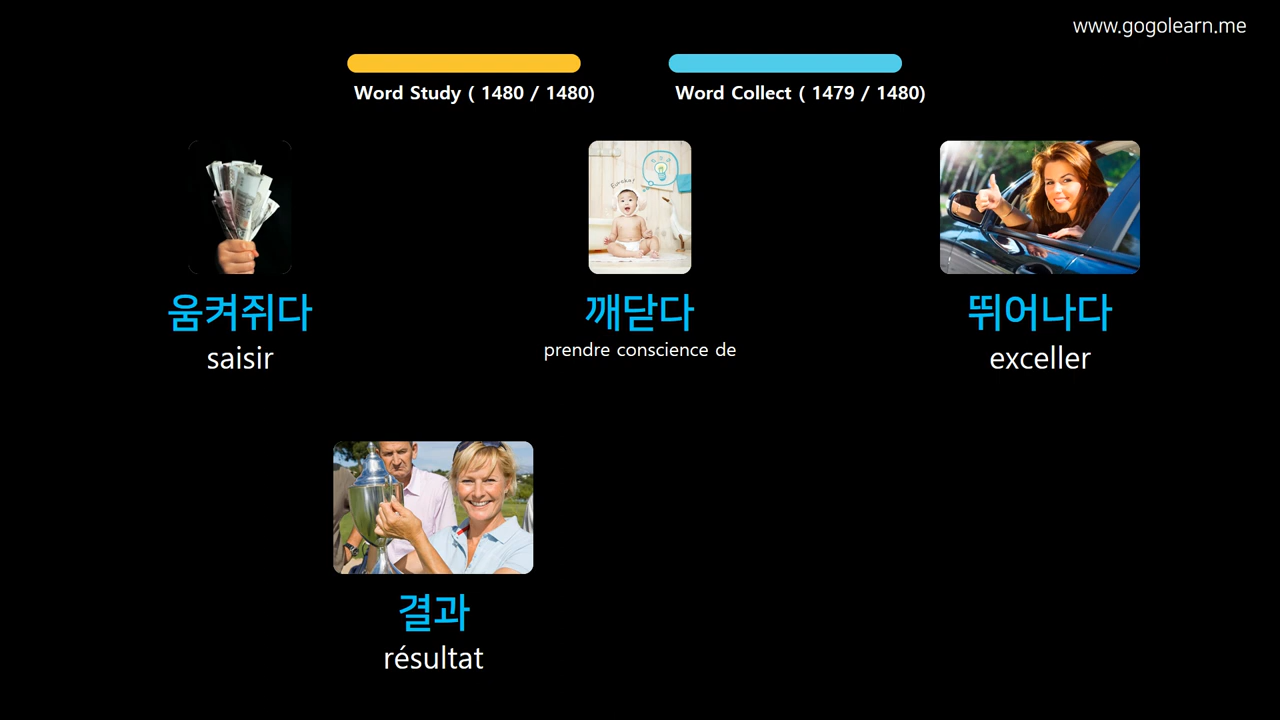 www.gogolearn.me
Word Study ( 1480 / 1480)
Word Collect ( 1479 / 1480)
Eureka!
움켜쥐다
saisir
깨닫다
prendre conscience de
뛰어나다
exceller
결과
résultat